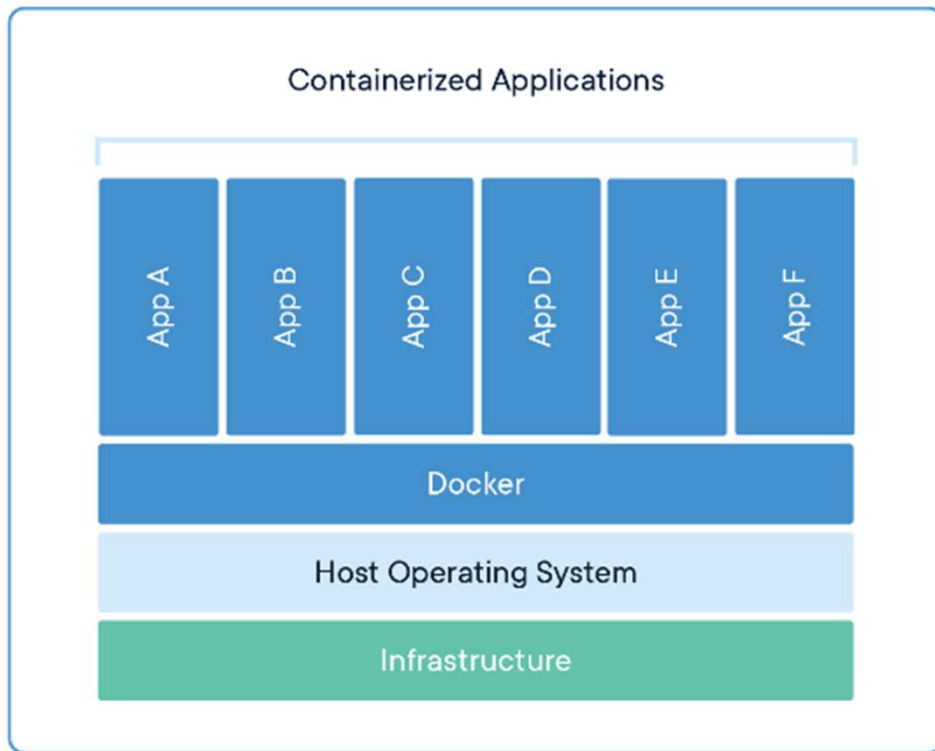 Containerized Applications
App A
App B
App C
App D
App E
App F
Docker
Host Operating System
Infrastructure